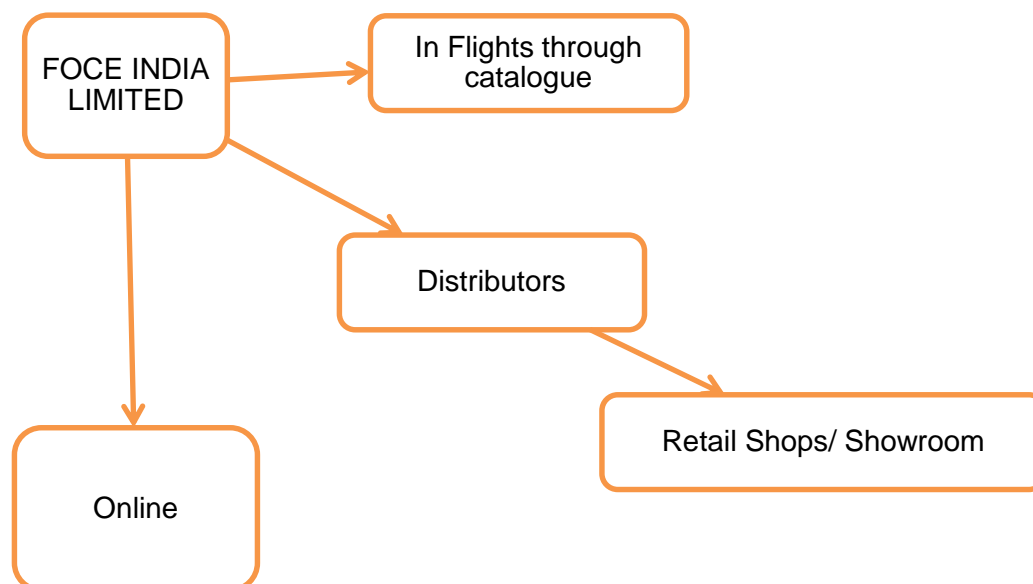 FOCE INDIA
LIMITED
In Flights through
catalogue
Distributors
Retail Shops/ Showroom
Online